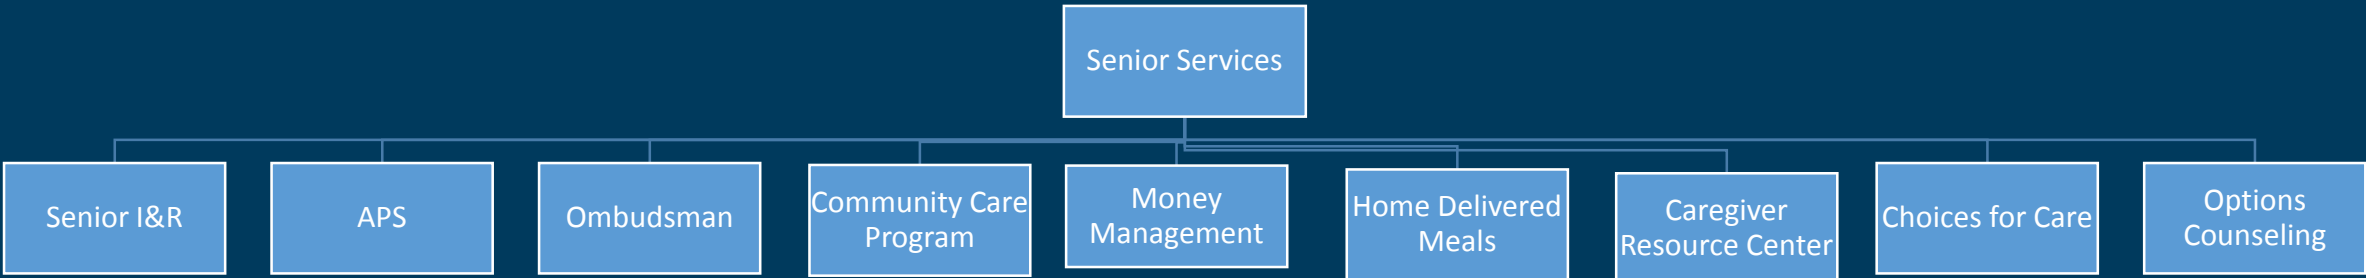 Senior Services
Senior I&R
APS
Ombudsman
Community Care
Program
Money
Management
Home Delivered
Meals
Caregiver
Resource Center
Choices for Care
Options
Counseling